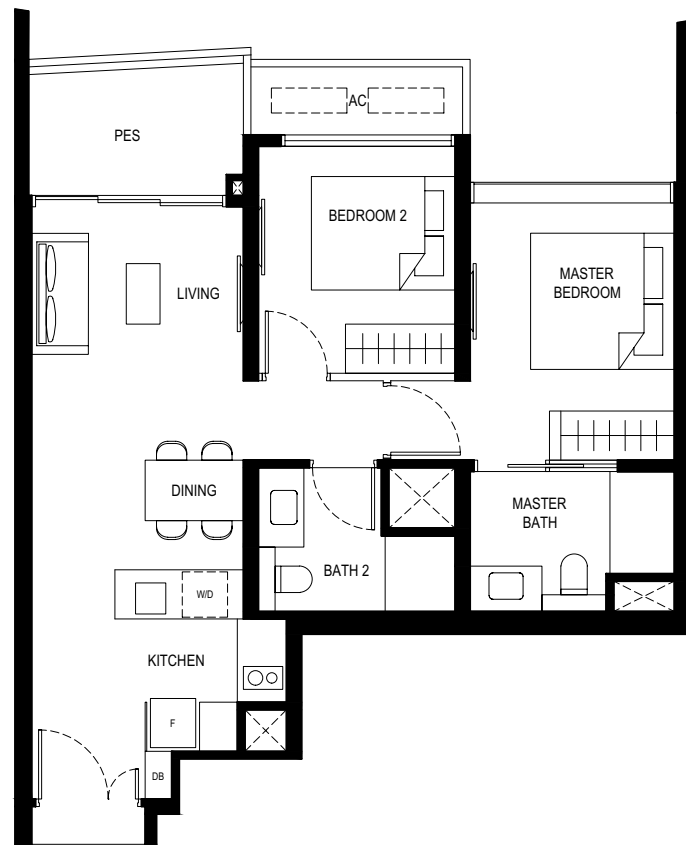 AC
PES
BEDROOM 2
MASTER
BEDROOM
LIVING
DINING
MASTER
BATH
BATH 2
W/D
KITCHEN
F
DB